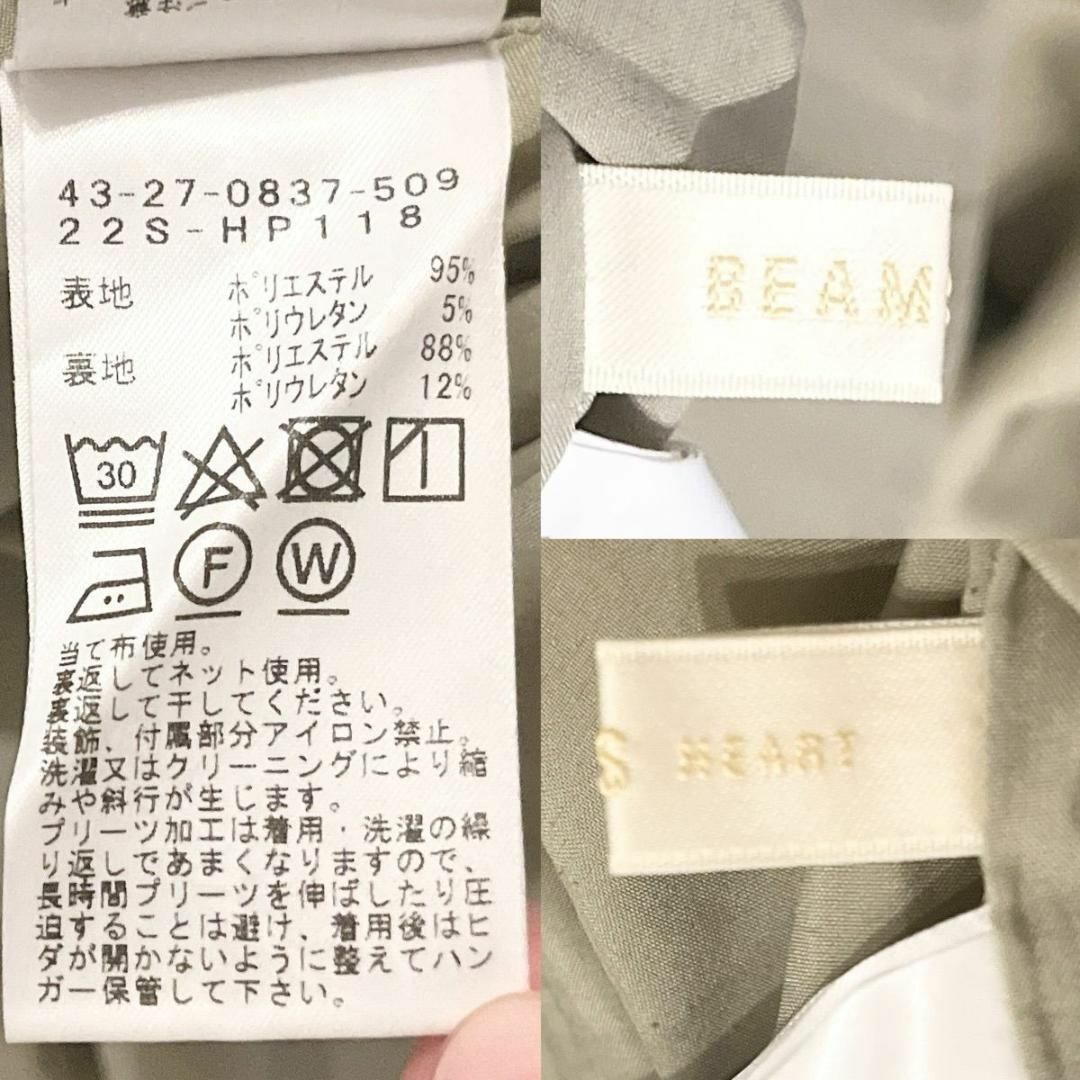 43-27-0837-509
22S-HP118
表地 ポリエステル 95%
ポリウレタン 5%
裏地 ポリエステル 88%
ポリウレタン 12%
30
F W
当て布使用。
裏返してネット使用。
裏返して干してください。
装飾、付属部分アイロン禁止。
洗濯又はクリーニングにより縮
みや斜行が生じます。
プリーツ加工は着用・洗濯の繰
り返しであまくなりますので、
長時間プリーツを伸ばしたり圧
迫することは避け、着用後はヒ
ダが開かないように整えてハン
ガー保管して下さい。
BEAM
S HEART